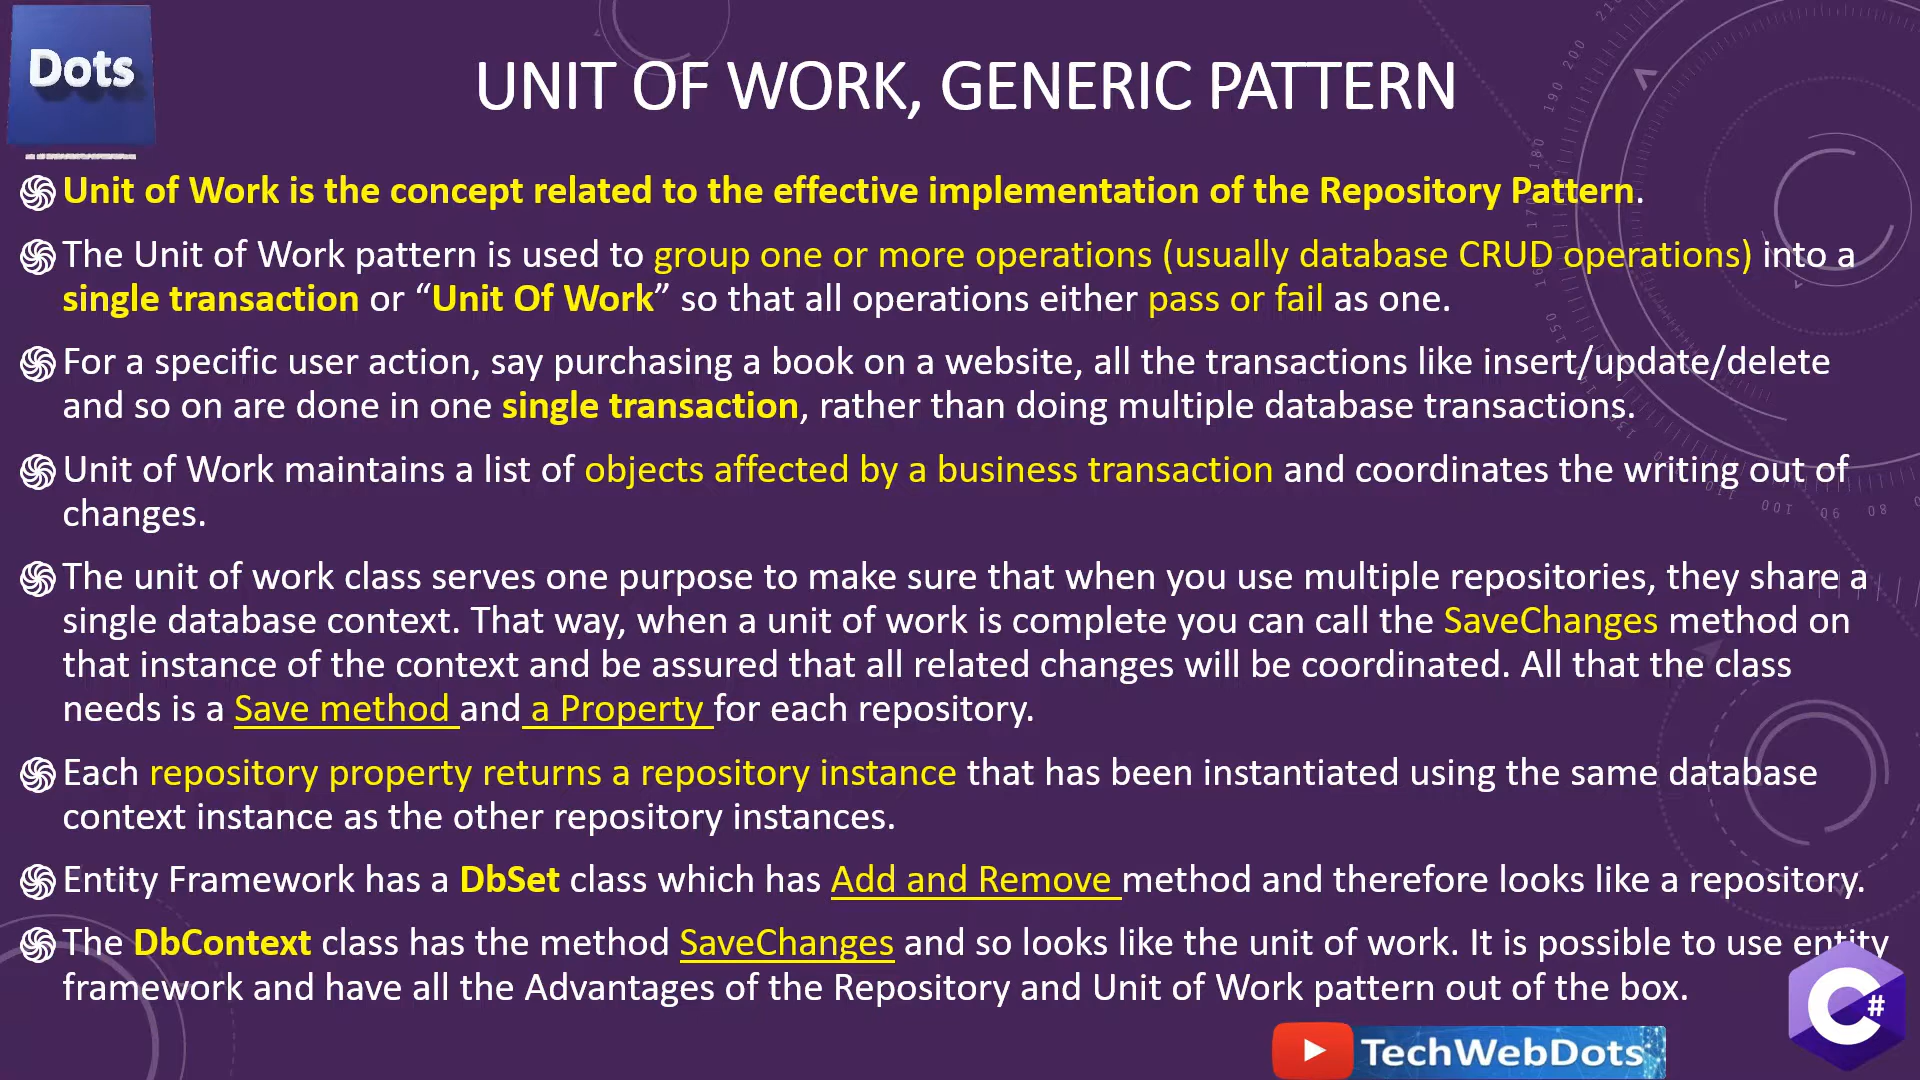 Dots
UNIT OF WORK, GENERIC PATTERN
Unit of Work is the concept related to the effective implementation of the Repository Pattern.
The Unit of Work pattern is used to group one or more operations (usually database CRUD operations) into a
single transaction or “Unit Of Work” so that all operations either pass or fail as one.
For a specific user action, say purchasing a book on a website, all the transactions like insert/update/delete
and so on are done in one single transaction, rather than doing multiple database transactions.
Unit of Work maintains a list of objects affected by a business transaction and coordinates the writing out of
changes.
The unit of work class serves one purpose to make sure that when you use multiple repositories, they share a
single database context. That way, when a unit of work is complete you can call the SaveChanges method on
that instance of the context and be assured that all related changes will be coordinated. All that the class
needs is a Save method and a Property for each repository.
Each repository property returns a repository instance that has been instantiated using the same database
context instance as the other repository instances.
Entity Framework has a DbSet class which has Add and Remove method and therefore looks like a repository.
The DbContext class has the method SaveChanges and so looks like the unit of work. It is possible to use entity
framework and have all the Advantages of the Repository and Unit of Work pattern out of the box.
C#
TechWebDots
210
200
190
180
170
160
150
100
90
80